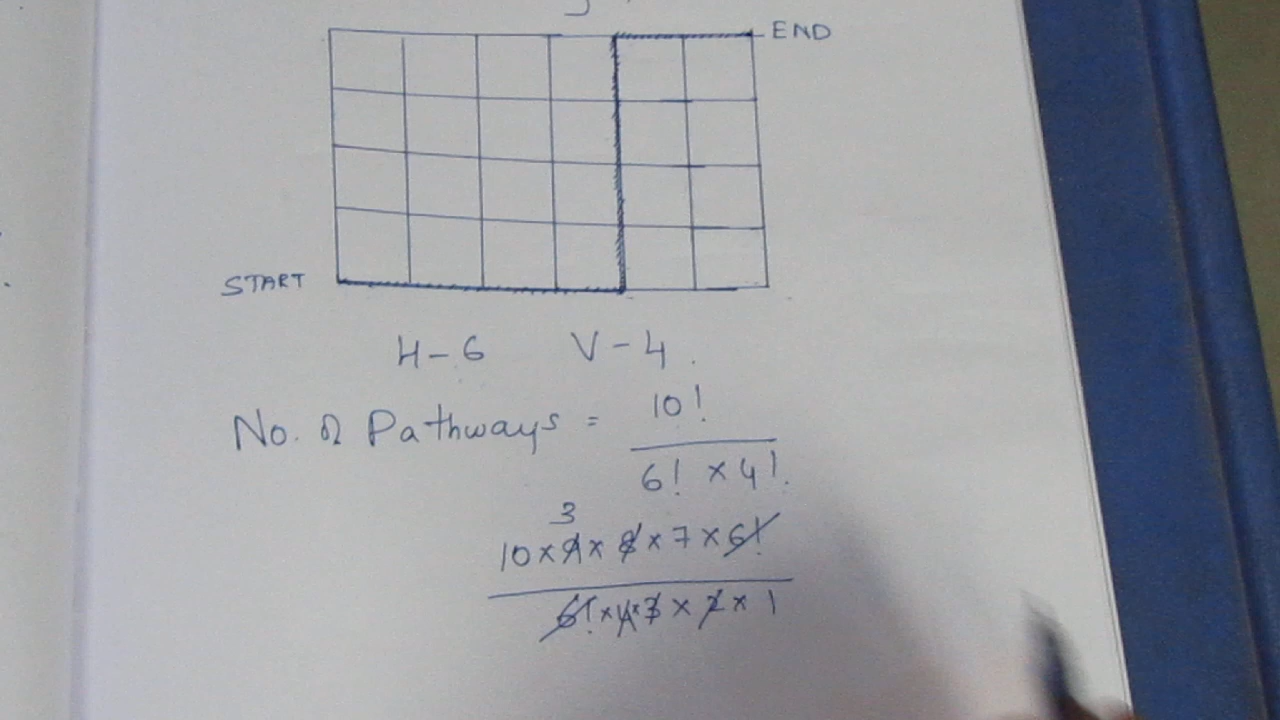 END
START
H-6 V-4.
No. of Pathways = 10!
6! × 4!.
3
10 × 9 × 8 × 7 × 6!
6! × 4 × 3 × 2 × 1